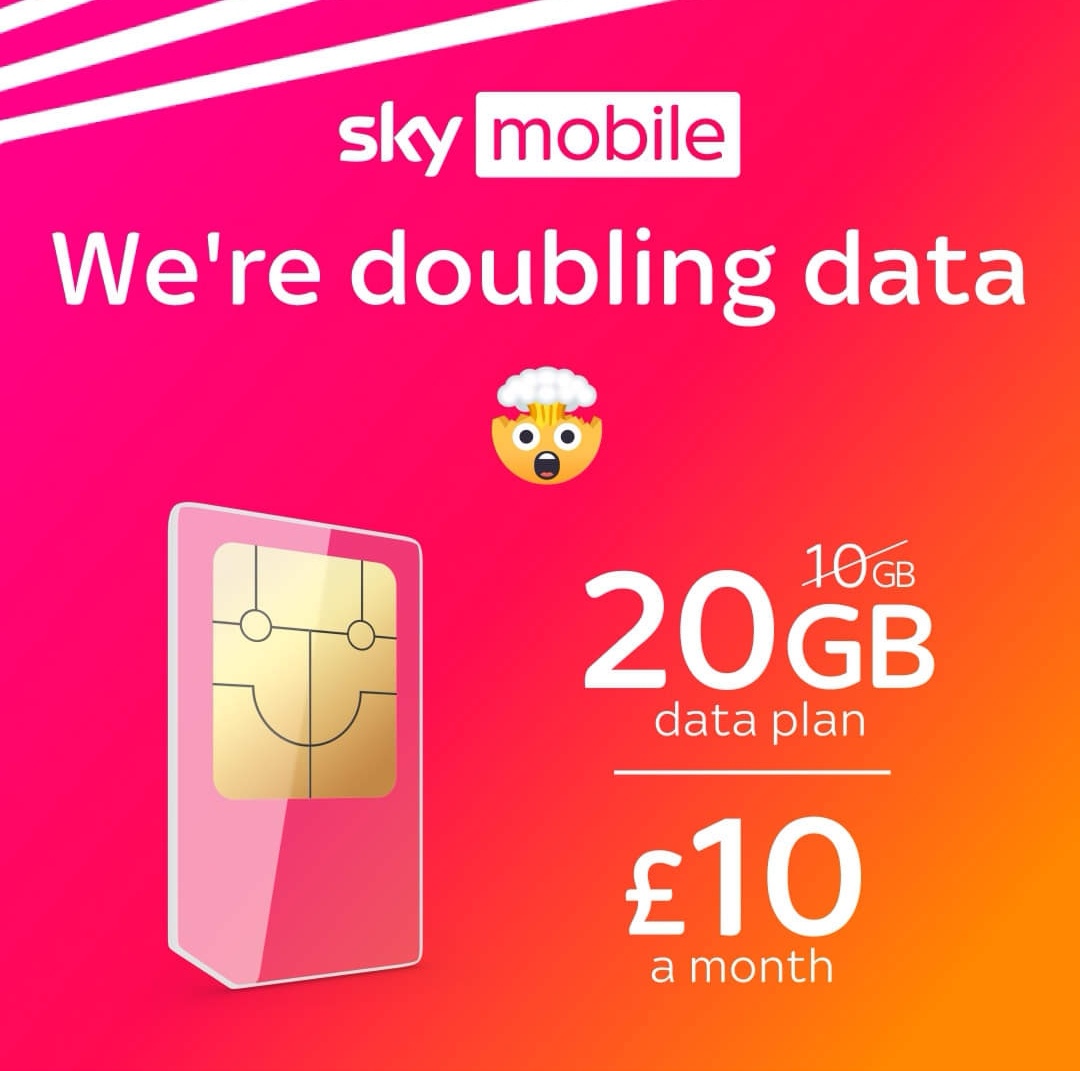 sky mobile
We're doubling data
10GB
20GB
data plan
£10
a month